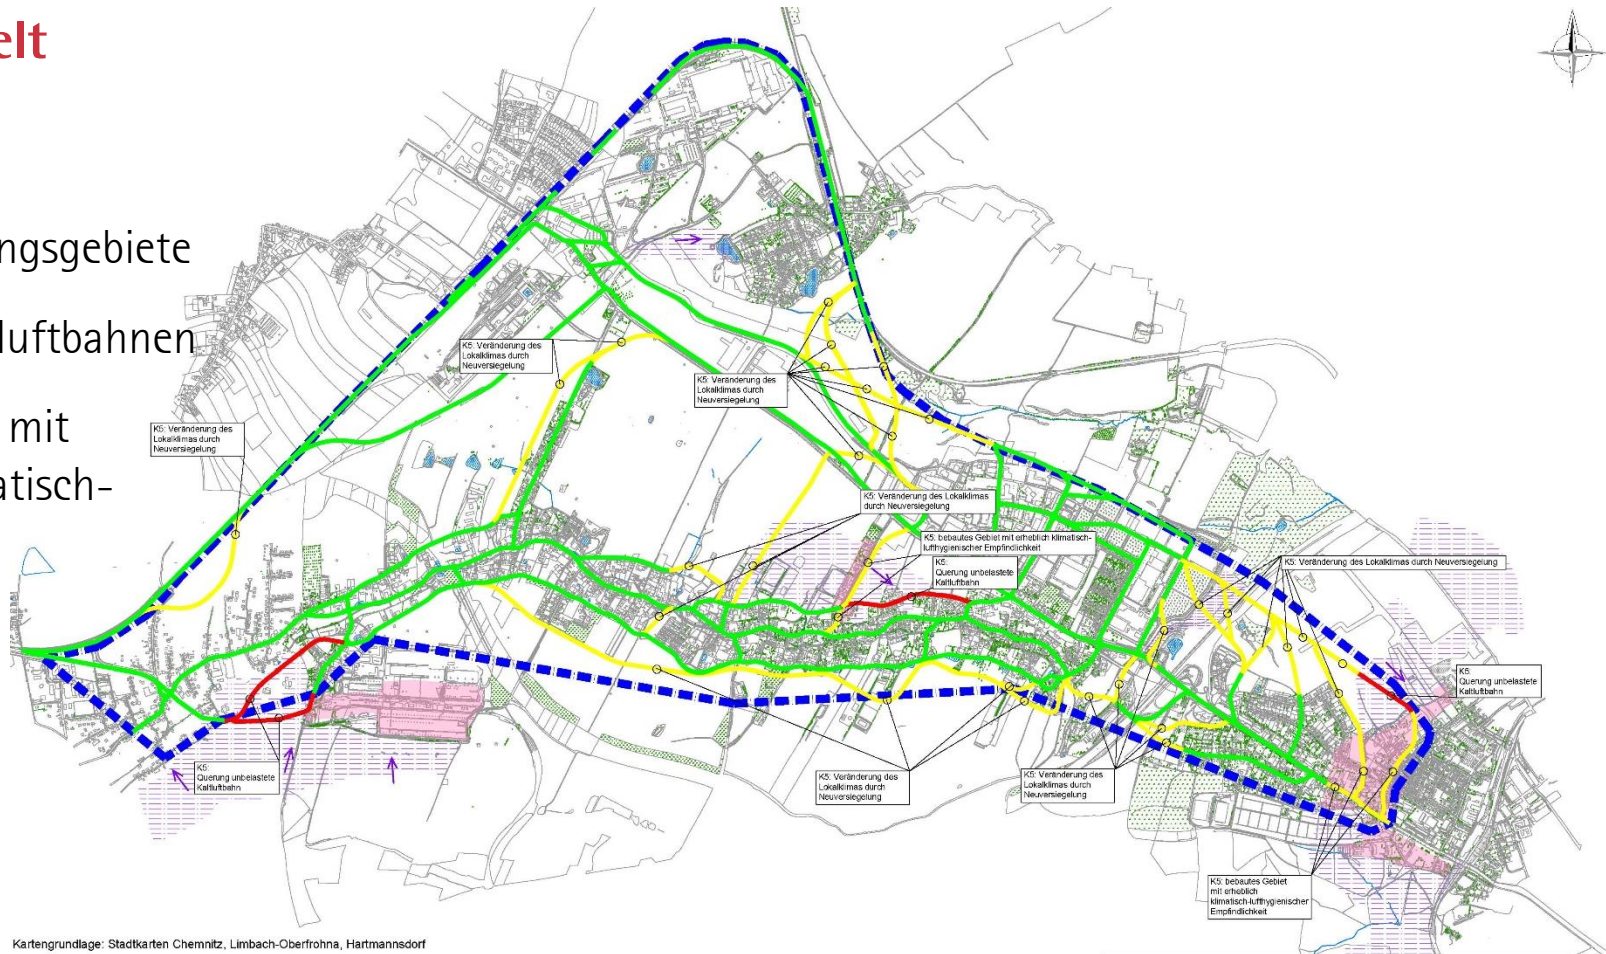 elt
ngsgebiete
luftbahnen
mit
atisch-
K5: Veränderung des
Lokalklimas durch
Neuversiegelung
K5: Veränderung des
Lokalklimas durch
Neuversiegelung
K5: Veränderung des
Lokalklimas durch
Neuversiegelung
K5: Veränderung des Lokalklimas
durch Neuversiegelung
K5: bebautes Gebiet mit erheblich klimatisch-
lufthygienischer Empfindlichkeit
K5:
Querung unbelastete
Kaltluftbahn
K5: Veränderung des Lokalklimas durch Neuversiegelung
K5:
Querung unbelastete
Kaltluftbahn
K5:
Querung unbelastete
Kaltluftbahn
K5: Veränderung des
Lokalklimas durch
Neuversiegelung
K5: Veränderung des
Lokalklimas durch
Neuversiegelung
K5: bebautes Gebiet
mit erheblich
klimatisch-lufthygienischer
Empfindlichkeit
Kartengrundlage: Stadtkarten Chemnitz, Limbach-Oberfrohna, Hartmannsdorf